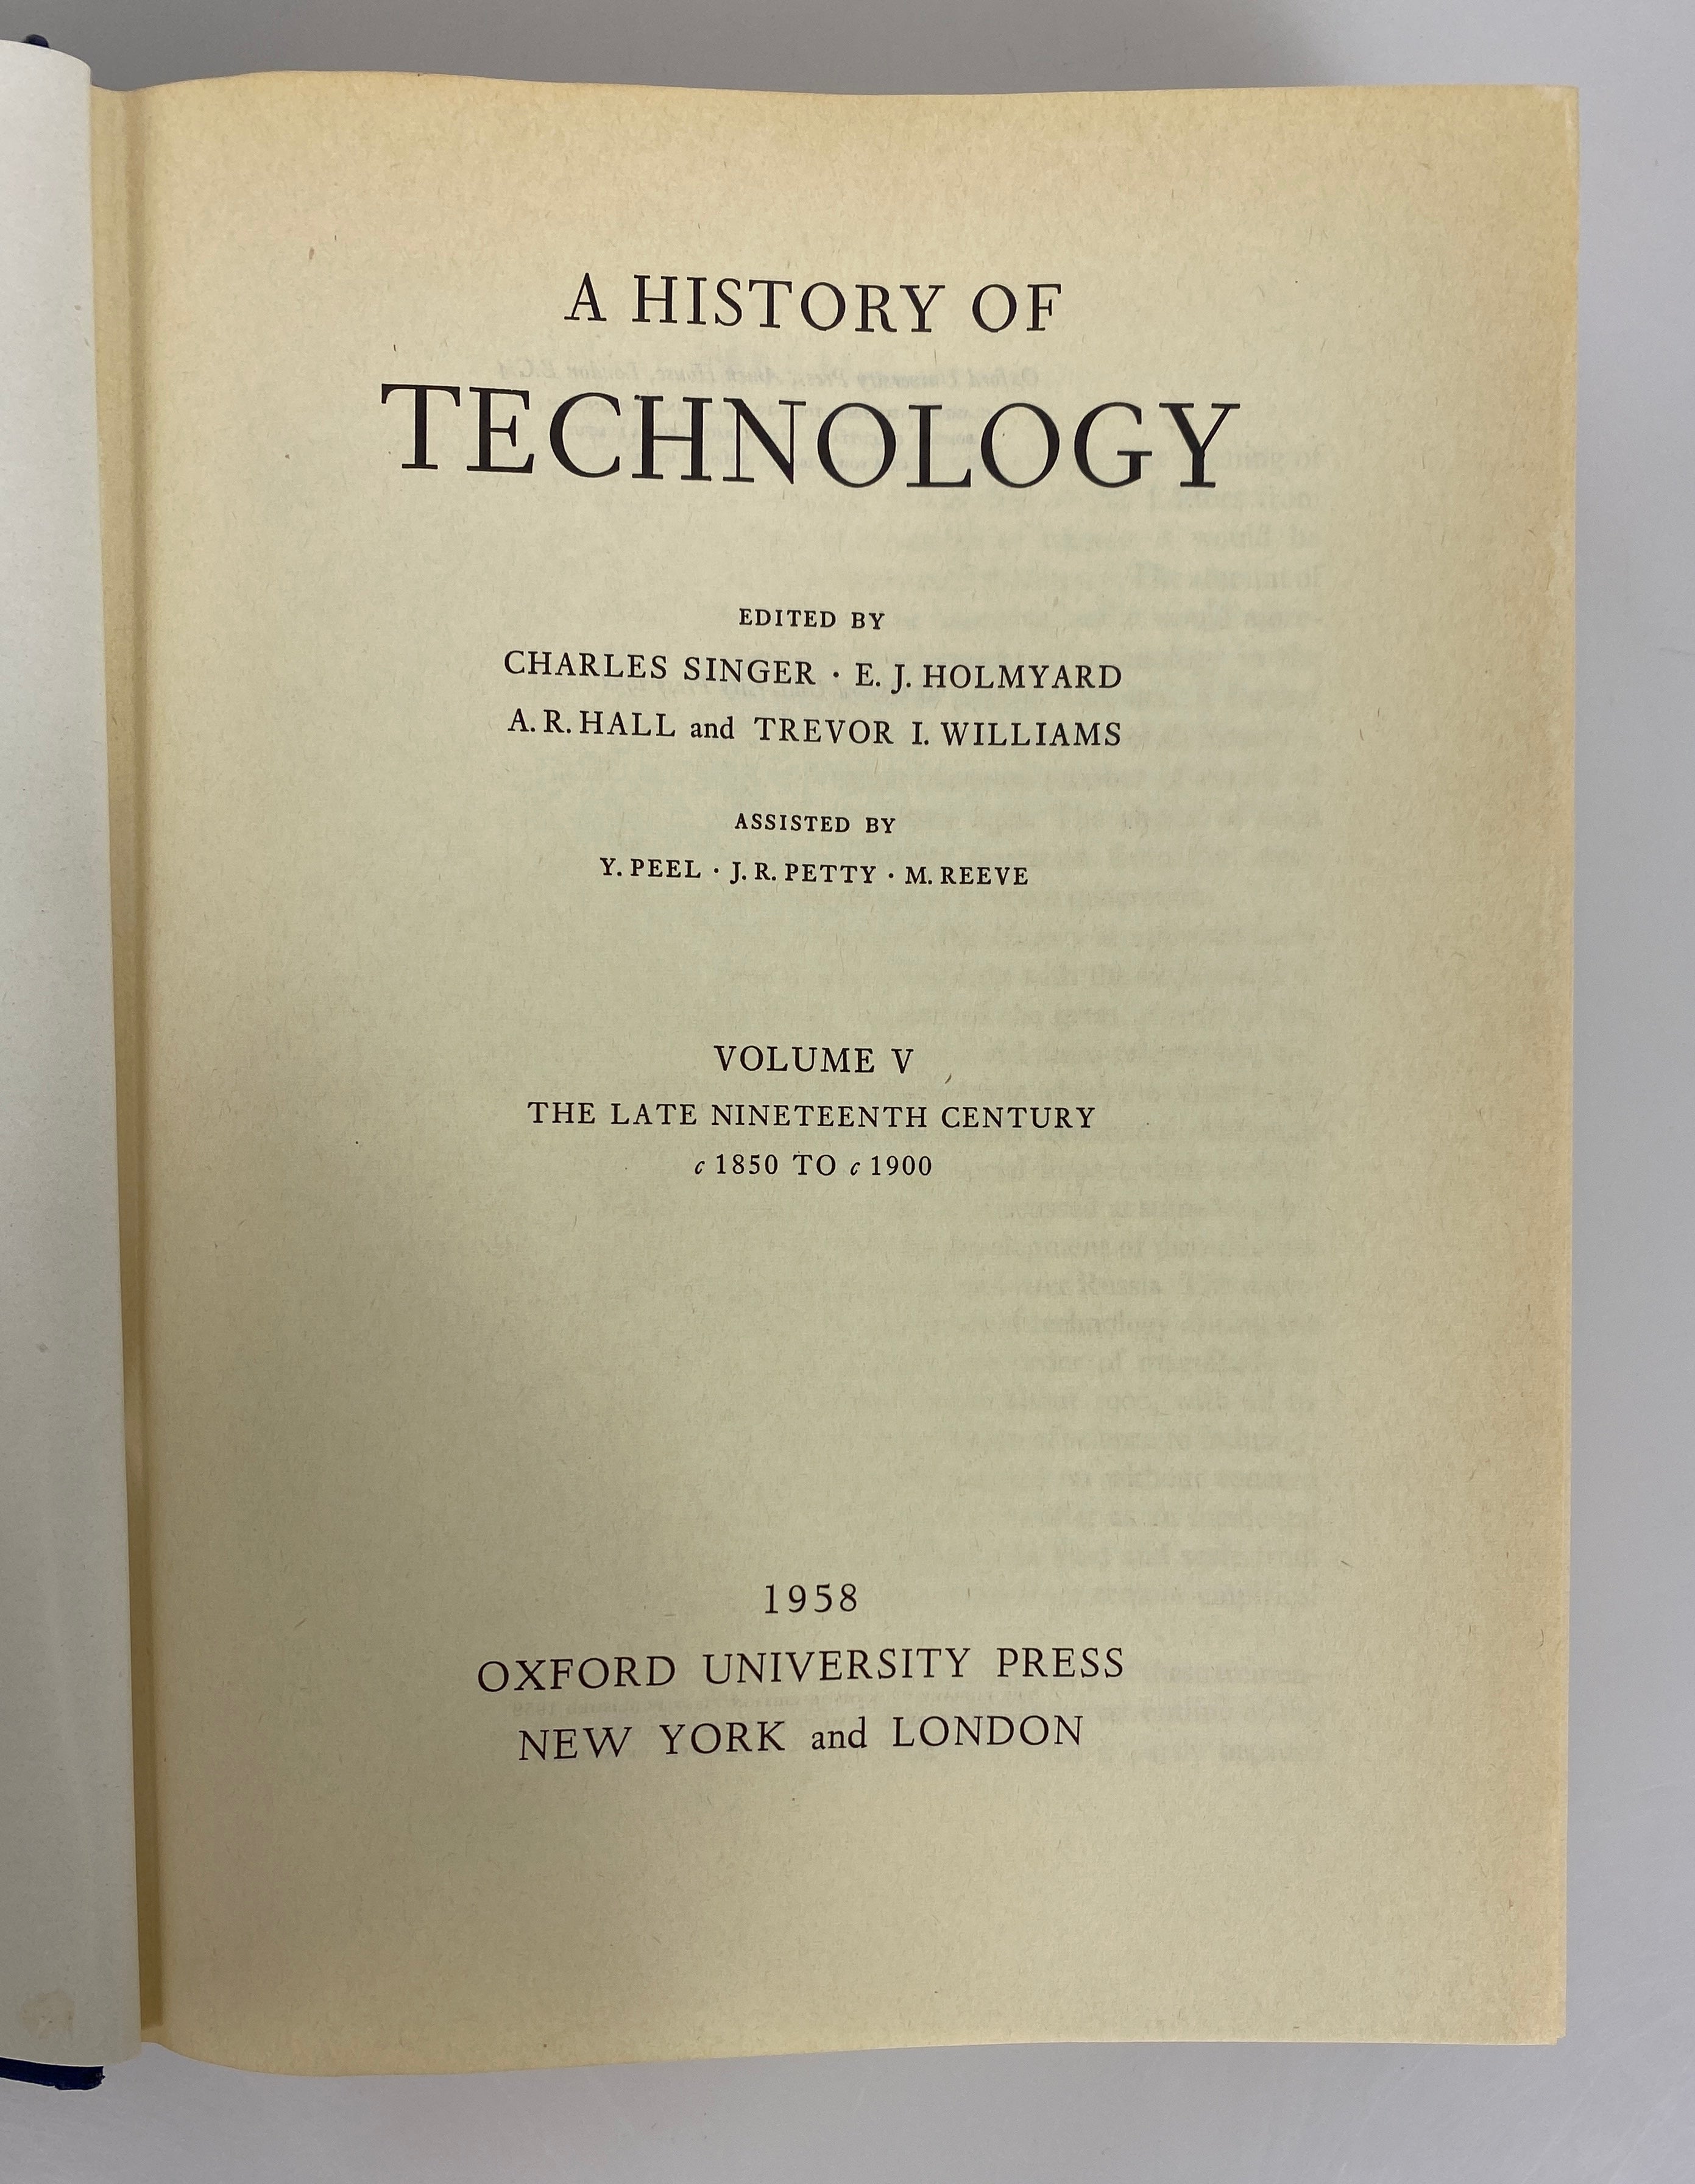 A HISTORY OF
TECHNOLOGY
EDITED BY
CHARLES SINGER · E. J. HOLMYARD
A. R. HALL and TREVOR I. WILLIAMS
ASSISTED BY
Y. PEEL · J. R. PETTY · M. REEVE
VOLUME V
THE LATE NINETEENTH CENTURY
c 1850 TO c 1900
1958
OXFORD UNIVERSITY PRESS
NEW YORK and LONDON